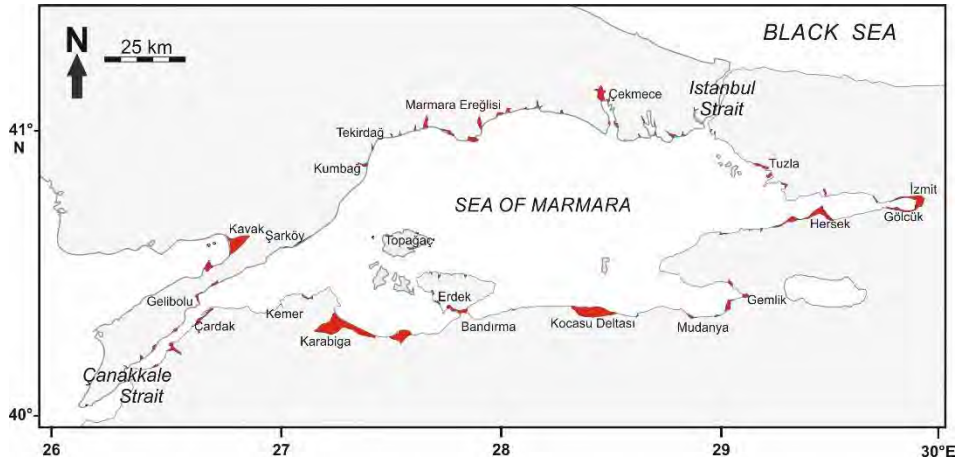 BLACK SEA
N
25 km
Çekmece
Istanbul
Strait
Marmara Ereğlisi
41°
N
Tekirdağ
Kumbağ
Tuzla
İzmit
SEA OF MARMARA
Gölcük
Hersek
Kavak
Şarköy
Topağaç
Gelibolu
Erdek
Gemlik
Kemer
Çardak
Bandırma
Kocasu Deltası
Mudanya
Karabiga
Çanakkale
Strait
40°
26
27
28
29
30°E